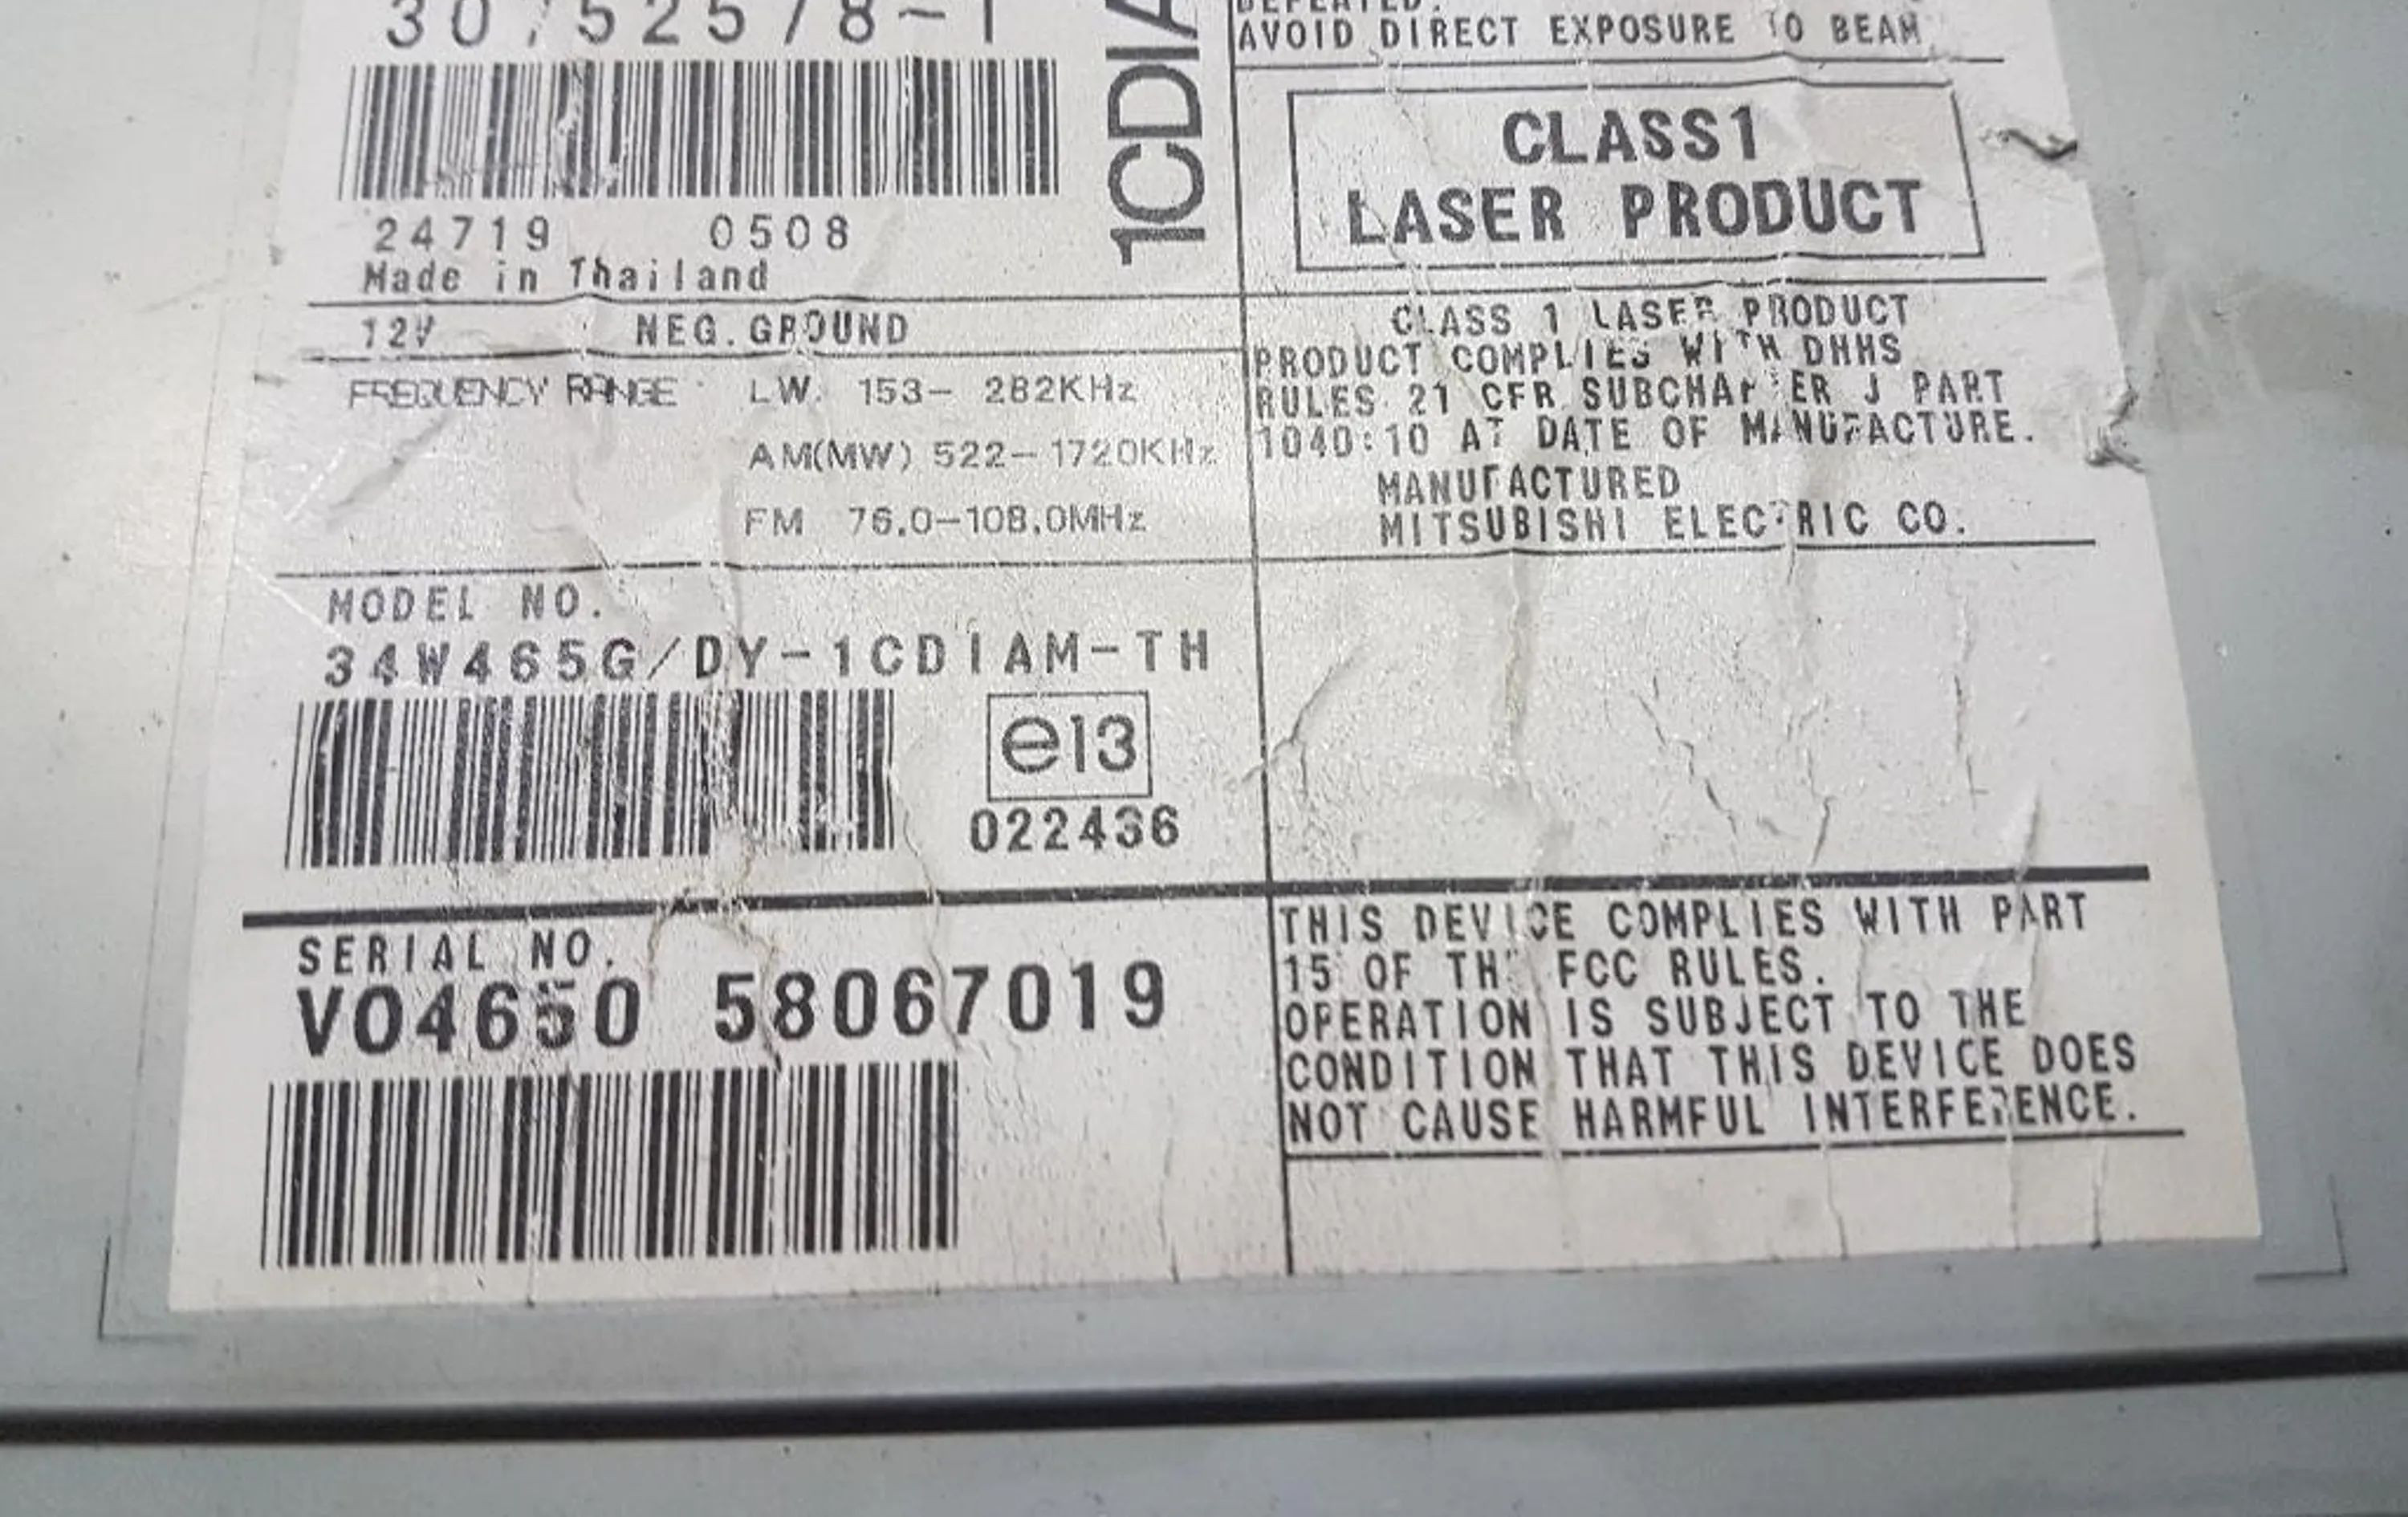 30752578-1
24719 0508
Made in Thailand
12V NEG.GROUND
FREQUENCY RANGE LW. 153- 282KHz
AM(MW) 522-1720KHz
FM 76.0-108.0MHz
MODEL NO.
34W465G/DY-1CDIAM-TH
e13
022436
SERIAL NO.
VO4650 58067019
1CDIA
DEFEATED.
AVOID DIRECT EXPOSURE TO BEAM
CLASS1
LASER PRODUCT
CLASS 1 LASER PRODUCT
PRODUCT COMPLIES WITH DHHS
RULES 21 CFR SUBCHAPTER J PART
1040:10 AT DATE OF MANUFACTURE.
MANUFACTURED
MITSUBISHI ELECTRIC CO.
THIS DEVICE COMPLIES WITH PART
15 OF THE FCC RULES.
OPERATION IS SUBJECT TO THE
CONDITION THAT THIS DEVICE DOES
NOT CAUSE HARMFUL INTERFERENCE.